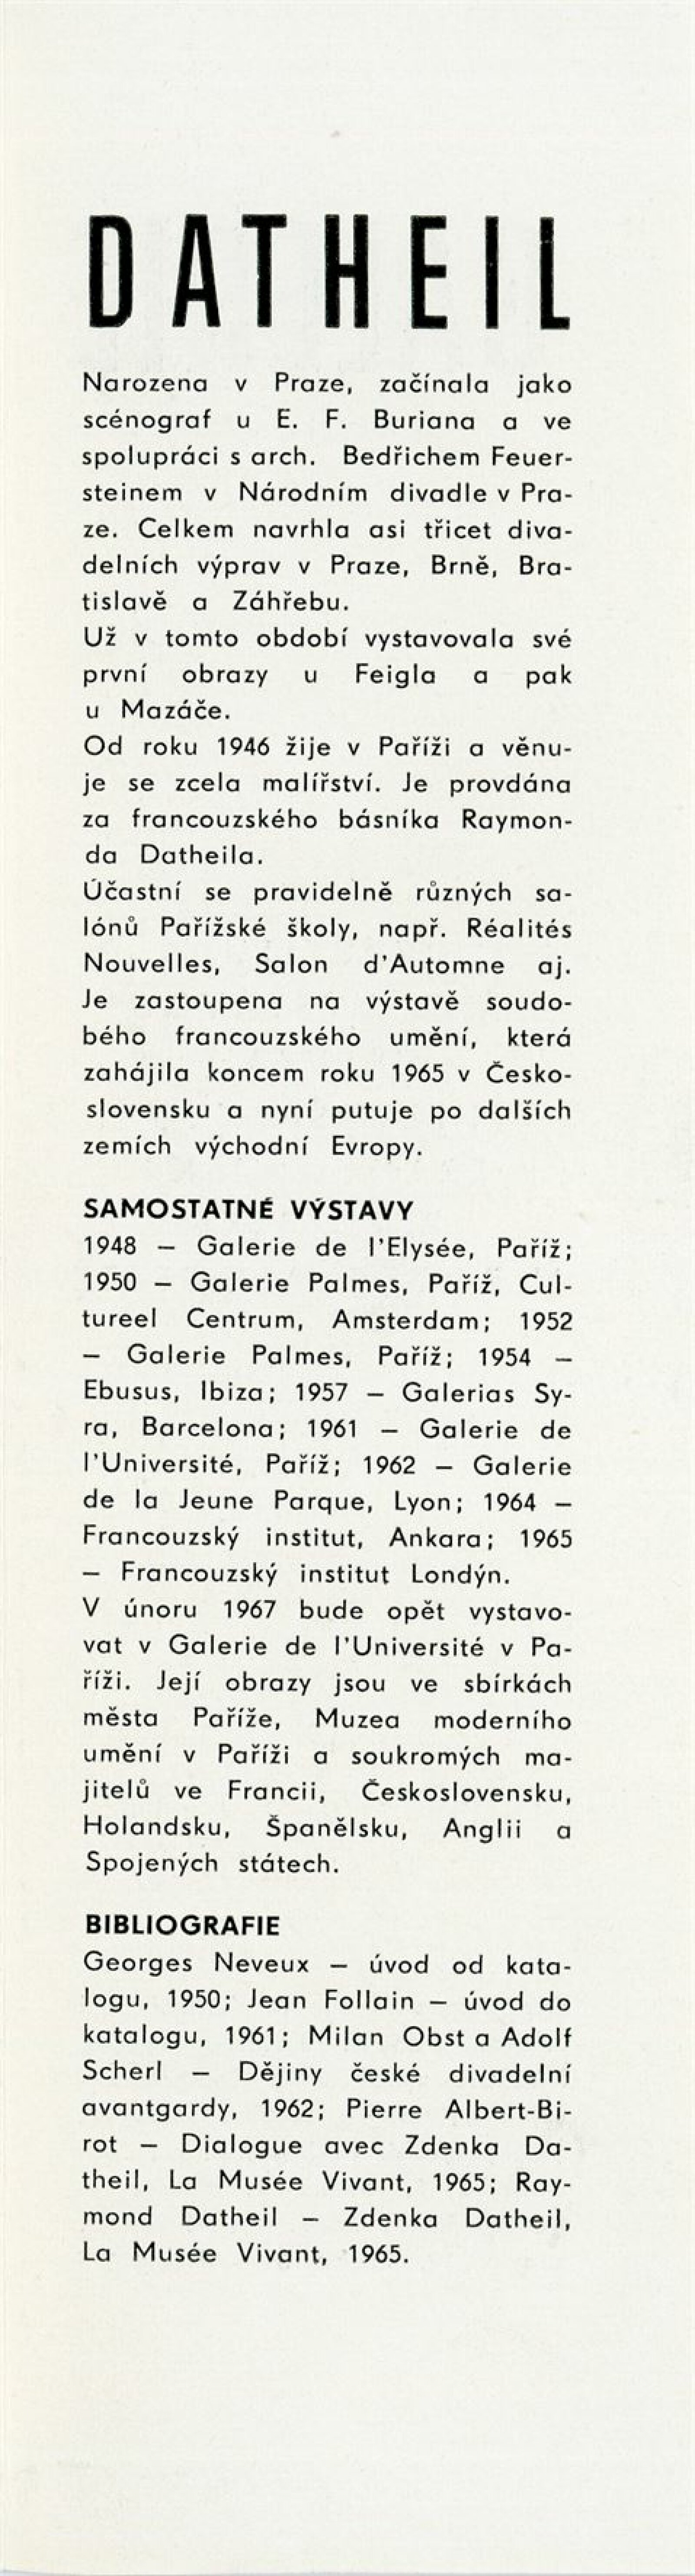 DATHEIL
Narozena v Praze, začínala jako
scénograf u E. F. Buriana a ve
spolupráci s arch. Bedřichem Feuer-
steinem v Národním divadle v Pra-
ze. Celkem navrhla asi třicet diva-
delních výprav v Praze, Brně, Bra-
tislavě a Záhřebu.
Už v tomto období vystavovala své
první obrazy u Feigla a pak
u Mazáče.
Od roku 1946 žije v Paříži a věnu-
je se zcela malířství. Je provdána
za francouzského básníka Raymon-
da Datheila.
Účastní se pravidelně různých sa-
lónů Pařížské školy, např. Réalités
Nouvelles, Salon d'Automne aj.
Je zastoupena na výstavě soudo-
bého francouzského umění, která
zahájila koncem roku 1965 v Česko-
slovensku a nyní putuje po dalších
zemích východní Evropy.
SAMOSTATNÉ VÝSTAVY
1948 – Galerie de l'Elysée, Paříž;
1950 – Galerie Palmes, Paříž, Cul-
tureel Centrum, Amsterdam; 1952
– Galerie Palmes, Paříž; 1954 –
Ebusus, Ibiza; 1957 – Galerias Sy-
ra, Barcelona; 1961 – Galerie de
l'Université, Paříž; 1962 – Galerie
de la Jeune Parque, Lyon; 1964 –
Francouzský institut, Ankara; 1965
– Francouzský institut Londýn.
V únoru 1967 bude opět vystavo-
vat v Galerie de l'Université v Pa-
říži. Její obrazy jsou ve sbírkách
města Paříže, Muzea moderního
umění v Paříži a soukromých ma-
jitelů ve Francii, Československu,
Holandsku, Španělsku, Anglii a
Spojených státech.
BIBLIOGRAFIE
Georges Neveux – úvod od kata-
logu, 1950; Jean Follain – úvod do
katalogu, 1961; Milan Obst a Adolf
Scherl – Dějiny české divadelní
avantgardy, 1962; Pierre Albert-Bi-
rot – Dialogue avec Zdenka Da-
theil, La Musée Vivant, 1965; Ray-
mond Datheil – Zdenka Datheil,
La Musée Vivant, 1965.